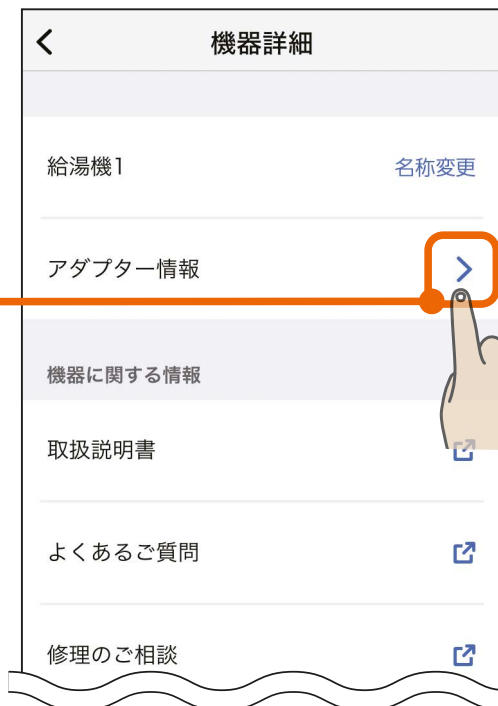 機器詳細
給湯機1 名称変更
アダプター情報
機器に関する情報
取扱説明書
よくあるご質問
修理のご相談